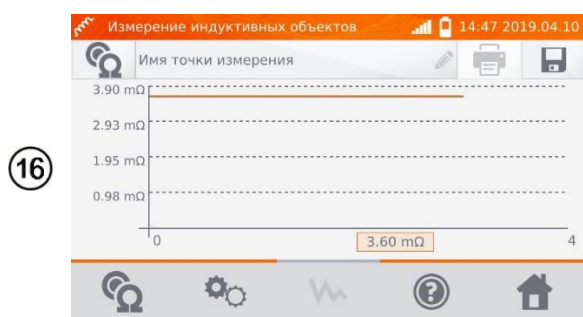 Измерение индуктивных объектов 14:47 2019.04.10
Имя точки измерения
3.90 mΩ
2.93 mΩ
16
1.95 mΩ
0.98 mΩ
0 3.60 mΩ 4